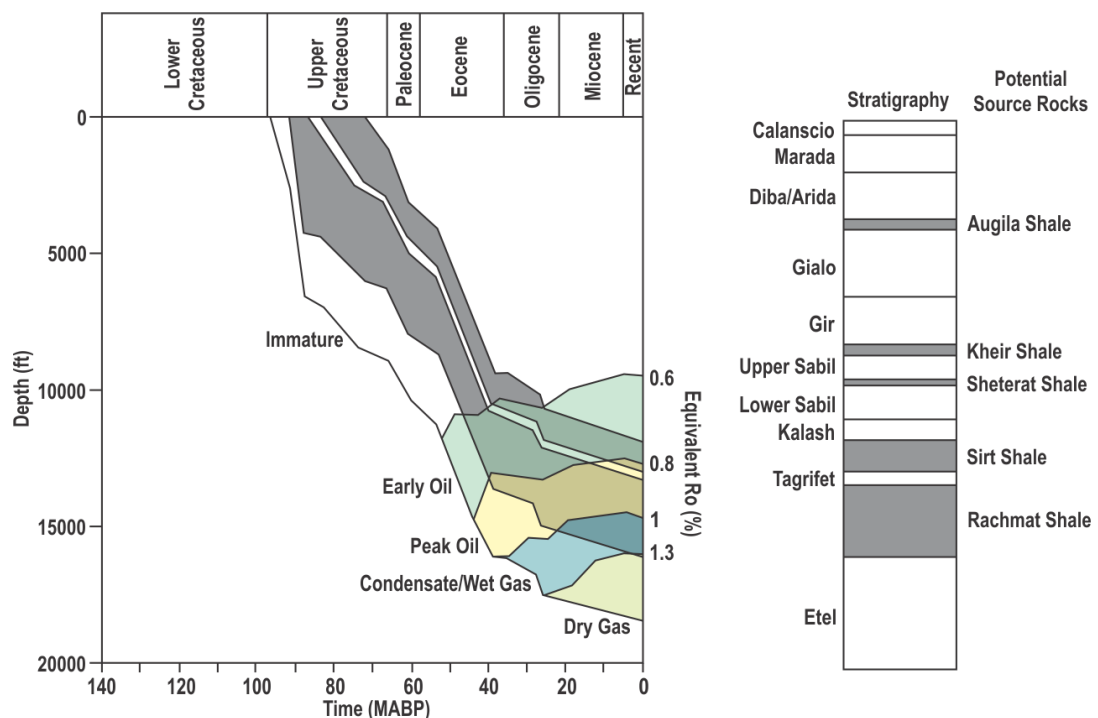 Lower
Cretaceous
Upper
Cretaceous
Paleocene
Eocene
Oligocene
Miocene
Recent
0
5000
10000
15000
20000
Depth (ft)
140
120
100
80
60
40
20
0
Time (MABP)
Immature
Early Oil
Peak Oil
Condensate/Wet Gas
Dry Gas
0.6
0.8
1
1.3
Equivalent Ro (%)
Stratigraphy
Potential
Source Rocks
Calanscio
Marada
Diba/Arida
Augila Shale
Gialo
Gir
Kheir Shale
Upper Sabil
Sheterat Shale
Lower Sabil
Kalash
Sirt Shale
Tagrifet
Rachmat Shale
Etel